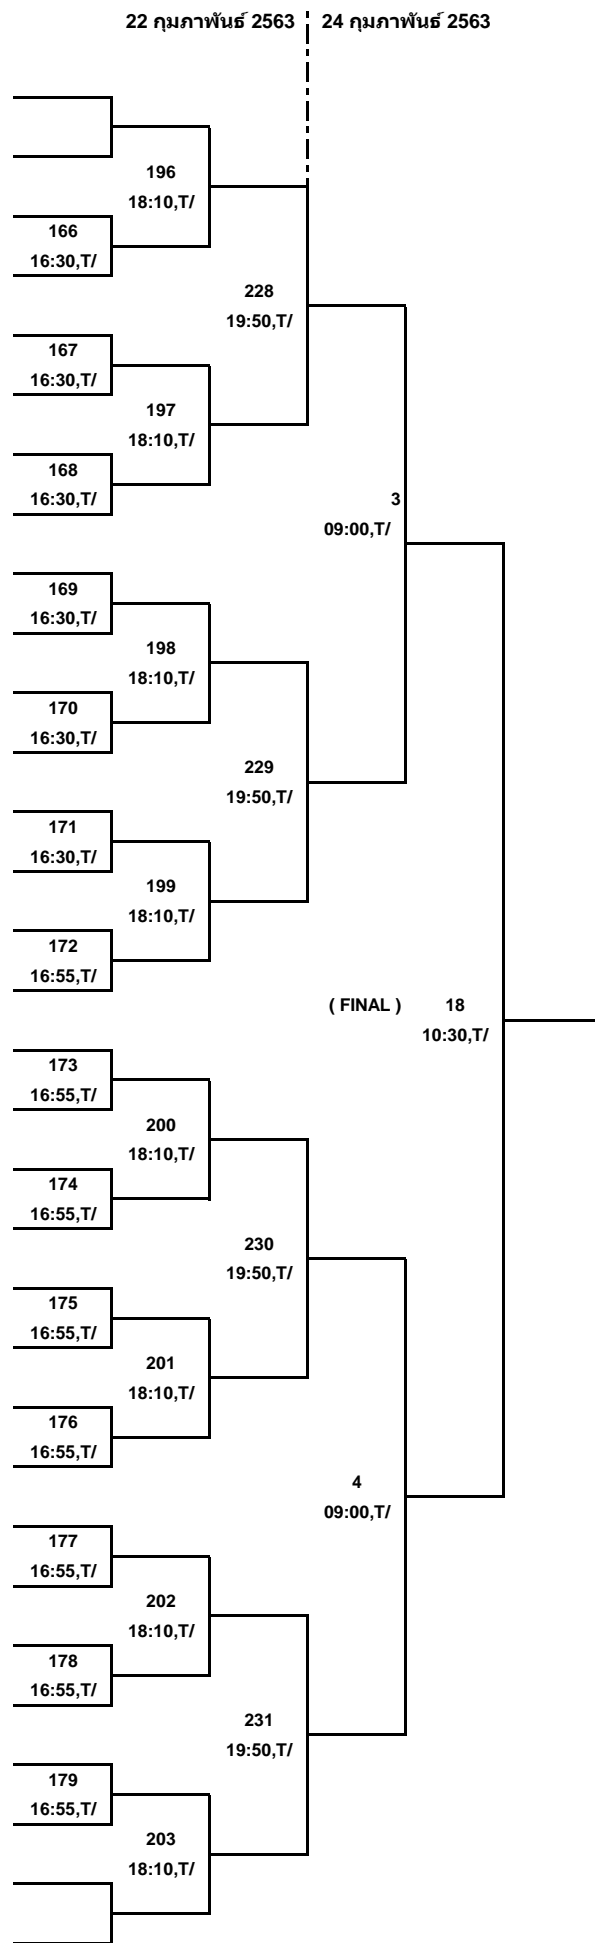 22 กุมภาพันธ์ 2563 24 กุมภาพันธ์ 2563
196
18:10,T/
166
16:30,T/
228
19:50,T/
167
16:30,T/
197
18:10,T/
168
16:30,T/
3
09:00,T/
169
16:30,T/
198
18:10,T/
170
16:30,T/
229
19:50,T/
171
16:30,T/
199
18:10,T/
172
16:55,T/
( FINAL ) 18
10:30,T/
173
16:55,T/
200
18:10,T/
174
16:55,T/
230
19:50,T/
175
16:55,T/
201
18:10,T/
176
16:55,T/
4
09:00,T/
177
16:55,T/
202
18:10,T/
178
16:55,T/
231
19:50,T/
179
16:55,T/
203
18:10,T/